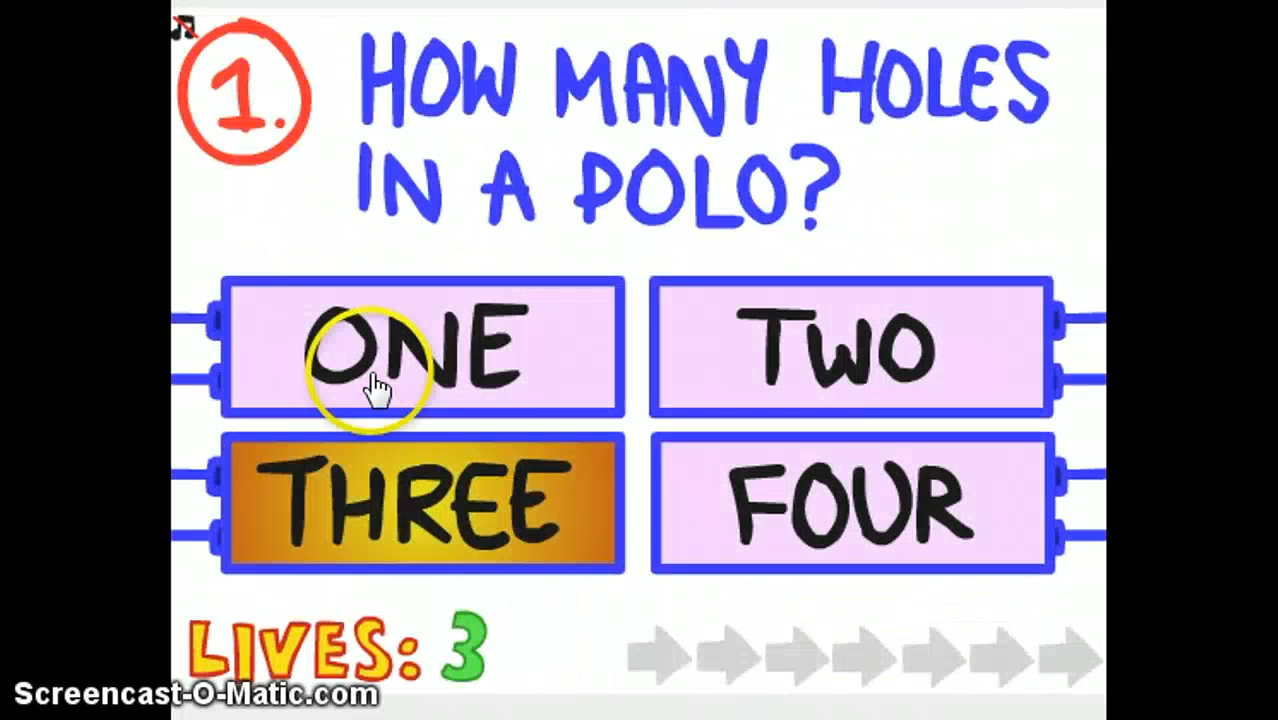 1. HOW MANY HOLES
IN A POLO?
ONE TWO
THREE FOUR
LIVES: 3
Screencast-O-Matic.com